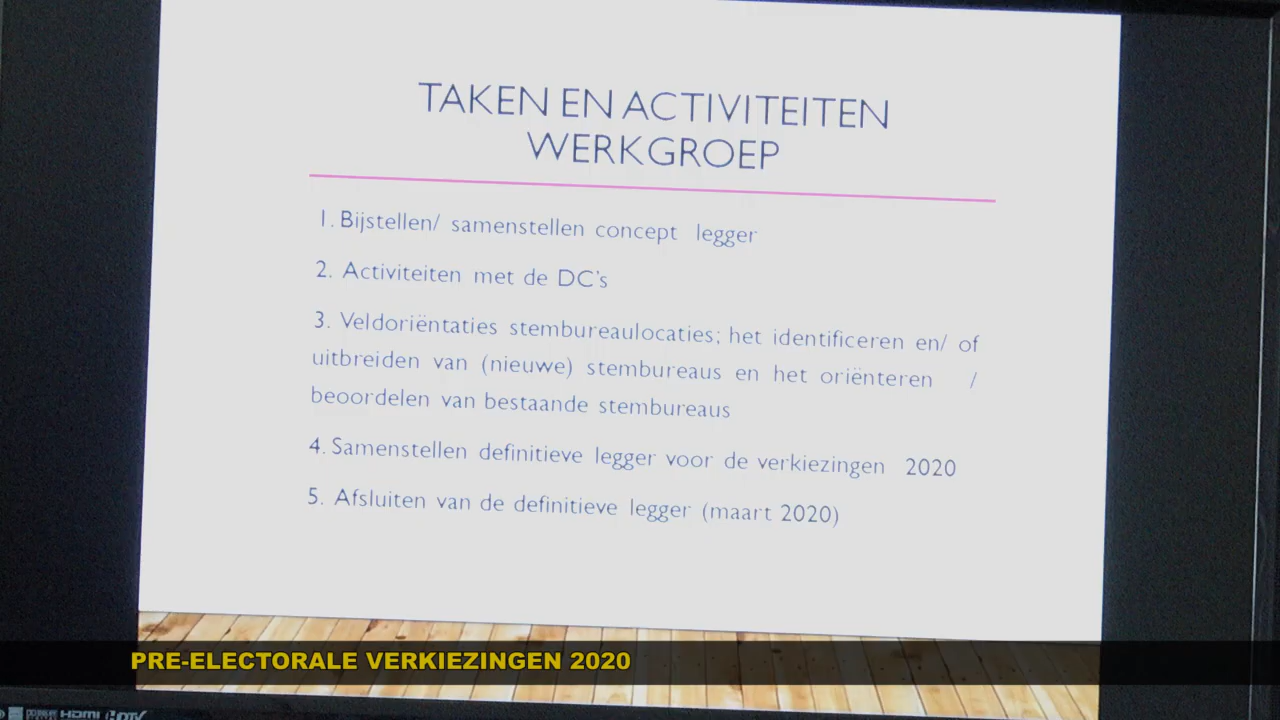 TAKEN EN ACTIVITEITEN
WERKGROEP
1. Bijstellen/ samenstellen concept legger
2. Activiteiten met de DC's
3. Veldoriëntaties stembureaulocaties; het identificeren en/ of
uitbreiden van (nieuwe) stembureaus en het oriënteren /
beoordelen van bestaande stembureaus
4. Samenstellen definitieve legger voor de verkiezingen 2020
5. Afsluiten van de definitieve legger (maart 2020)
PRE-ELECTORALE VERKIEZINGEN 2020
HDMI